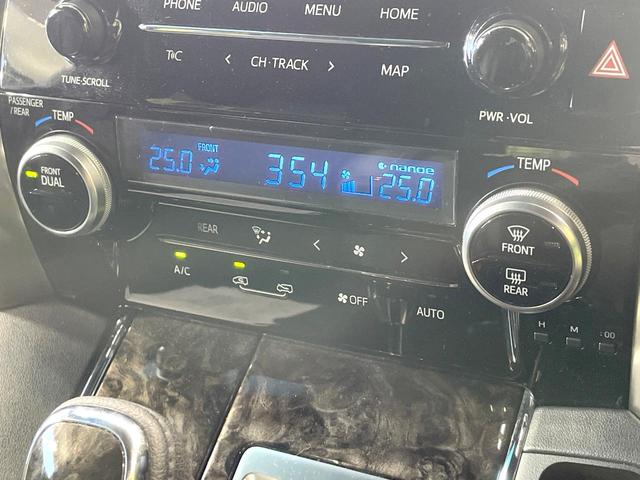 PHONE AUDIO MENU HOME
TUNE·SCROLL
T°C < CH·TRACK > MAP
PWR·VOL
PASSENGER
/REAR
TEMP
FRONT
DUAL
FRONT
25.0 354 25.0
nanoe
TEMP
FRONT
REAR
REAR < >
A/C
OFF
AUTO
H M :00